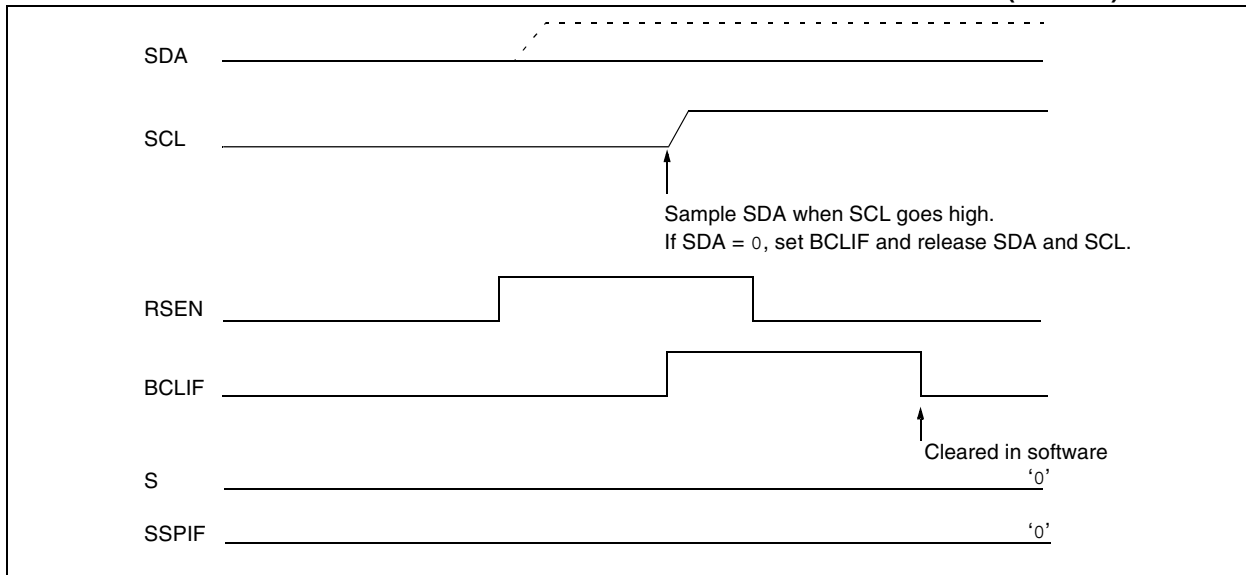 SDA
SCL
Sample SDA when SCL goes high.
If SDA = 0, set BCLIF and release SDA and SCL.
RSEN
BCLIF
Cleared in software
S
‘0’
SSPIF
‘0’